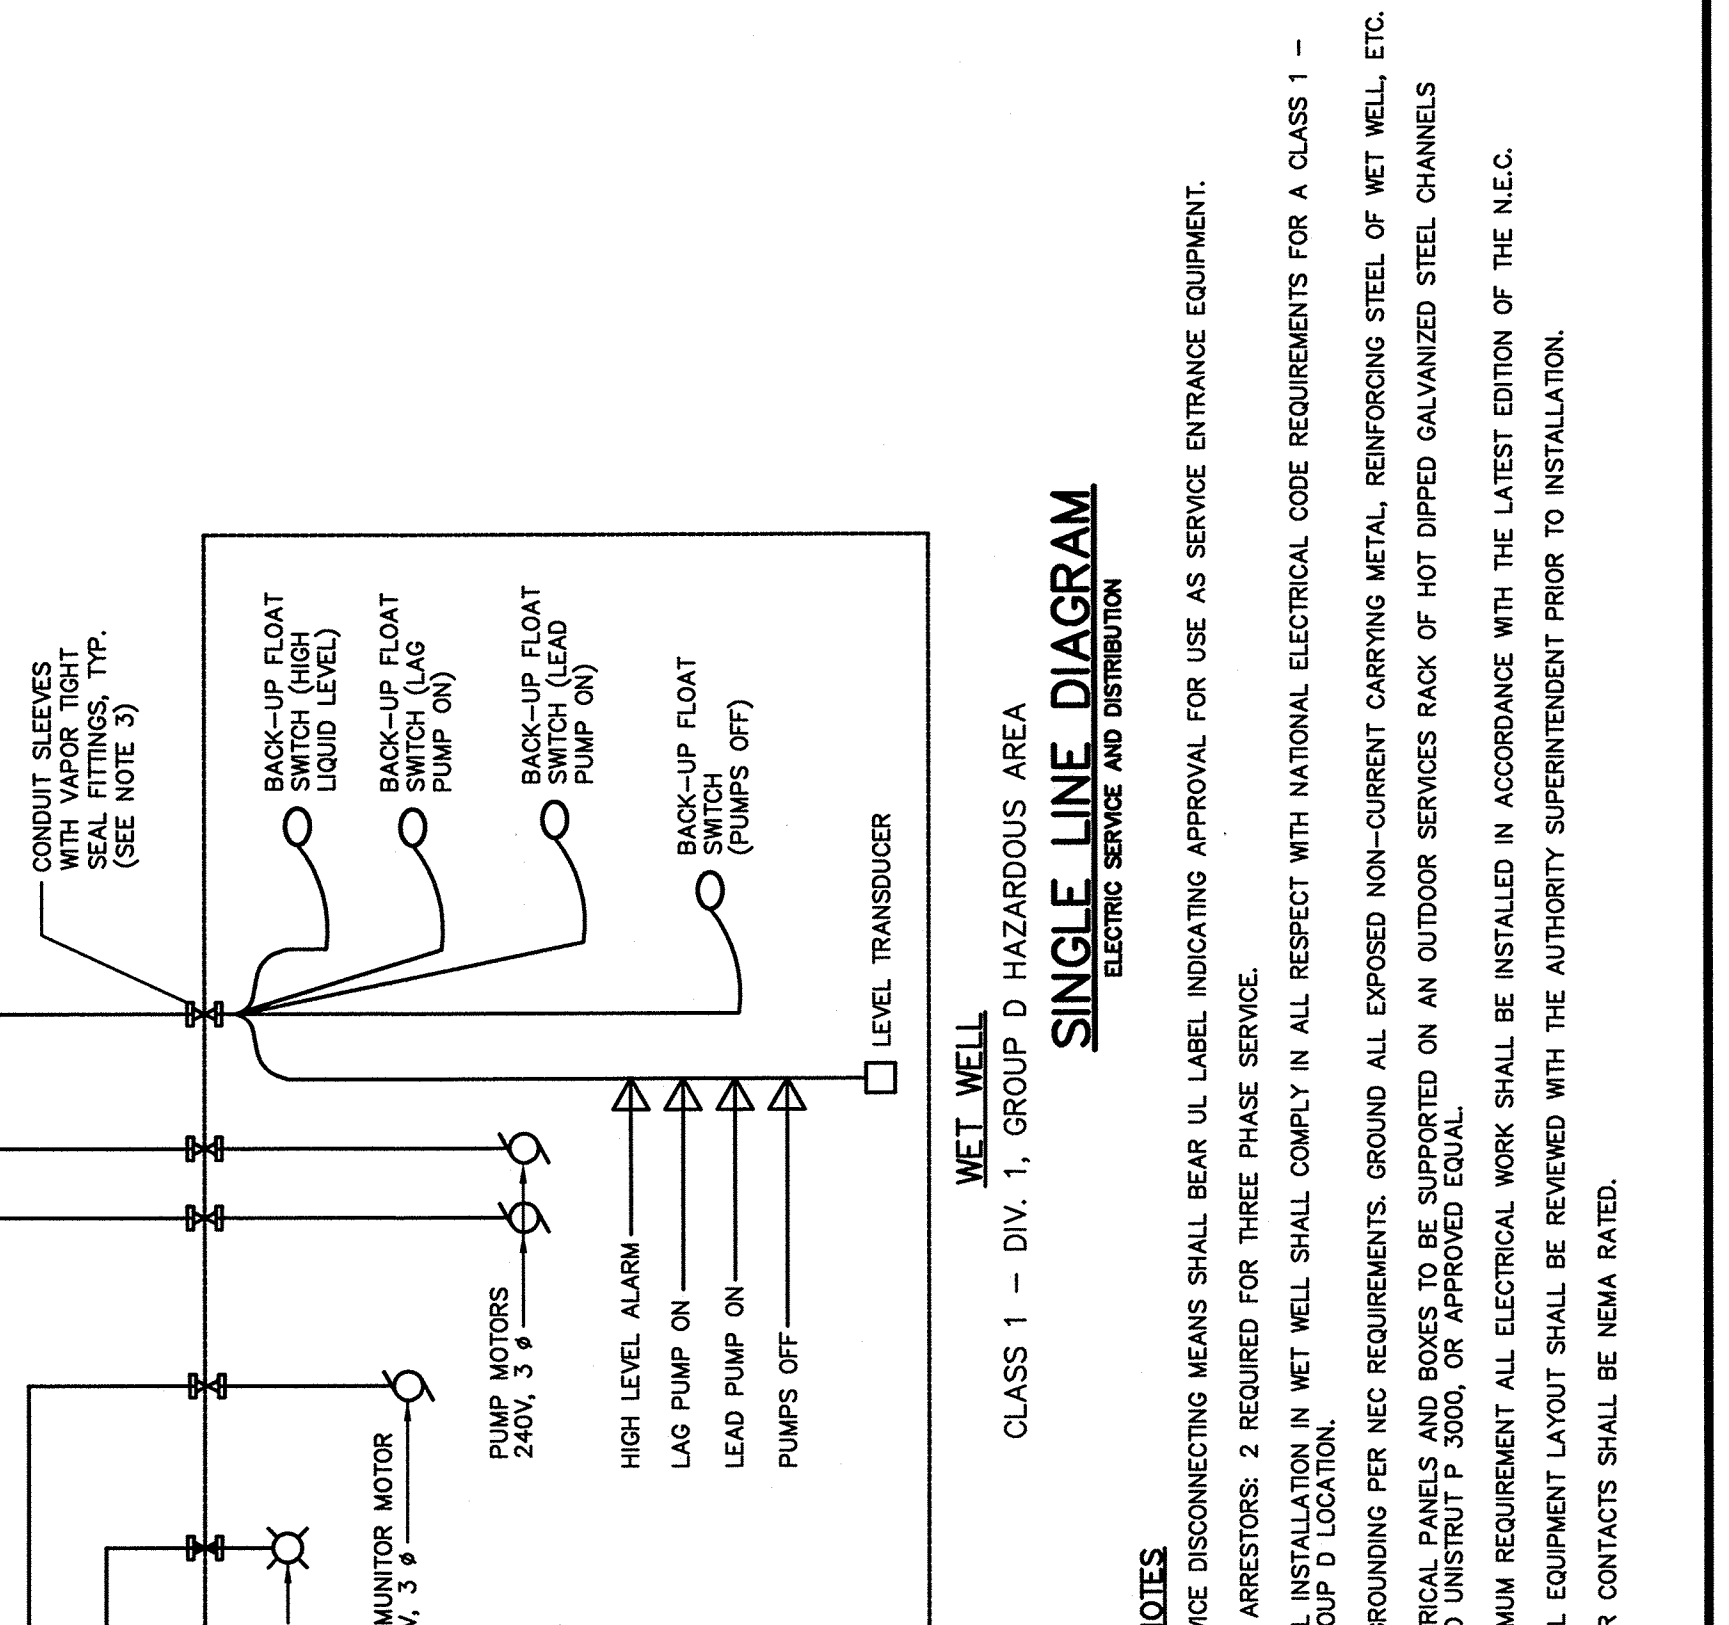 CONDUIT SLEEVES
WITH VAPOR TIGHT
SEAL FITTINGS, TYP.
(SEE NOTE 3)
BACK-UP FLOAT
SWITCH (HIGH
LIQUID LEVEL)
BACK-UP FLOAT
SWITCH (LAG
PUMP ON)
BACK-UP FLOAT
SWITCH (LEAD
PUMP ON)
BACK-UP FLOAT
SWITCH
(PUMPS OFF)
LEVEL TRANSDUCER
MUNITOR MOTOR
V, 3 ø
PUMP MOTORS
240V, 3 ø
HIGH LEVEL ALARM
LAG PUMP ON
LEAD PUMP ON
PUMPS OFF
WET WELL
CLASS 1 – DIV. 1, GROUP D HAZARDOUS AREA
SINGLE LINE DIAGRAM
ELECTRIC SERVICE AND DISTRIBUTION
NOTES
VICE DISCONNECTING MEANS SHALL BEAR UL LABEL INDICATING APPROVAL FOR USE AS SERVICE ENTRANCE EQUIPMENT.
ARRESTORS: 2 REQUIRED FOR THREE PHASE SERVICE.
L INSTALLATION IN WET WELL SHALL COMPLY IN ALL RESPECT WITH NATIONAL ELECTRICAL CODE REQUIREMENTS FOR A CLASS 1 –
OUP D LOCATION.
GROUNDING PER NEC REQUIREMENTS. GROUND ALL EXPOSED NON-CURRENT CARRYING METAL, REINFORCING STEEL OF WET WELL, ETC.
RICAL PANELS AND BOXES TO BE SUPPORTED ON AN OUTDOOR SERVICES RACK OF HOT DIPPED GALVANIZED STEEL CHANNELS
O UNISTRUT P 3000, OR APPROVED EQUAL.
MUM REQUIREMENT ALL ELECTRICAL WORK SHALL BE INSTALLED IN ACCORDANCE WITH THE LATEST EDITION OF THE N.E.C.
L EQUIPMENT LAYOUT SHALL BE REVIEWED WITH THE AUTHORITY SUPERINTENDENT PRIOR TO INSTALLATION.
R CONTACTS SHALL BE NEMA RATED.